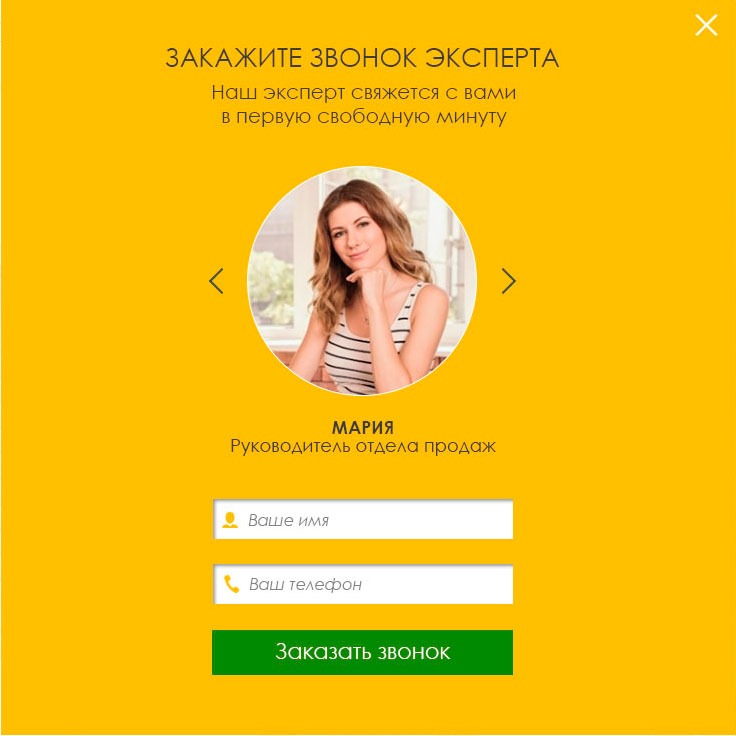 ЗАКАЖИТЕ ЗВОНОК ЭКСПЕРТА
Наш эксперт свяжется с вами
в первую свободную минуту
МАРИЯ
Руководитель отдела продаж
Ваше имя
Ваш телефон
Заказать звонок